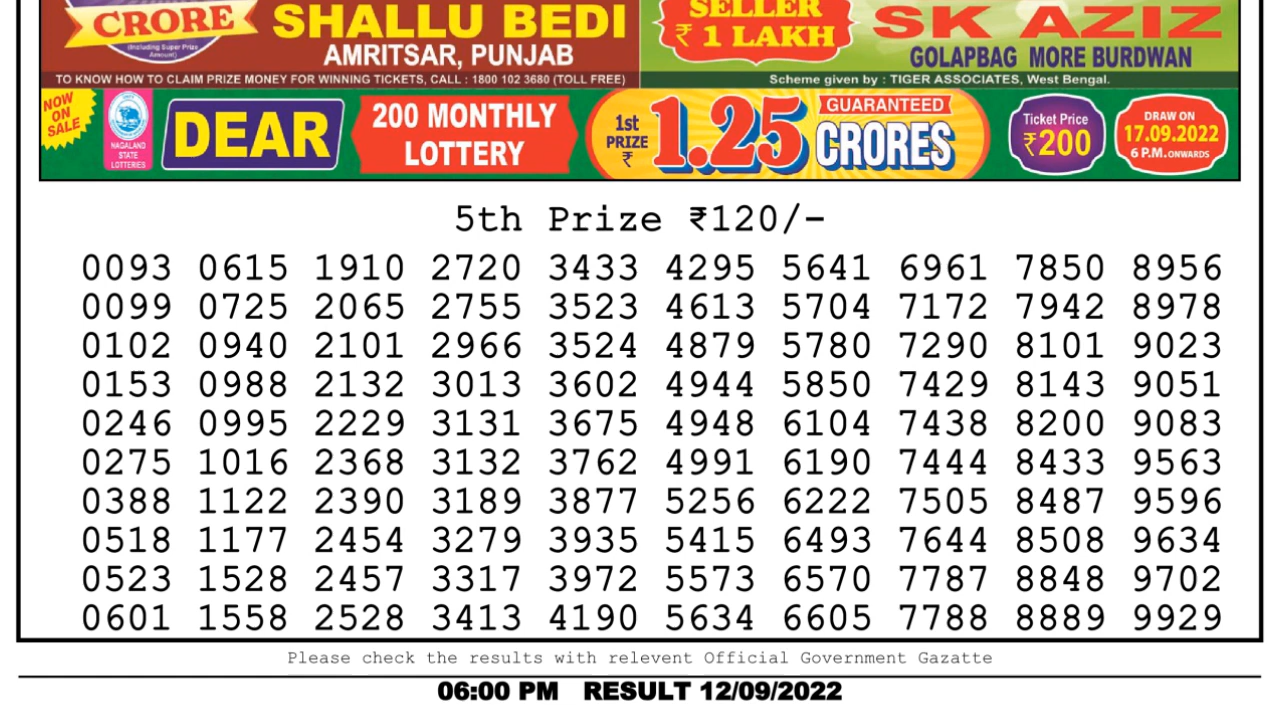 CRORE
(Including Super Prize
Amount)
SHALLU BEDI
AMRITSAR, PUNJAB
TO KNOW HOW TO CLAIM PRIZE MONEY FOR WINNING TICKETS, CALL : 1800 102 3680 (TOLL FREE)
SELLER
₹ 1 LAKH
SK AZIZ
GOLAPBAG MORE BURDWAN
Scheme given by : TIGER ASSOCIATES, West Bengal.
NOW
ON
SALE
NAGALAND
STATE
LOTTERIES
DEAR
200 MONTHLY
LOTTERY
1st
PRIZE
₹
1.25
GUARANTEED
CRORES
Ticket Price
₹200
DRAW ON
17.09.2022
6 P.M. ONWARDS
5th Prize ₹120/-
0093 0615 1910 2720 3433 4295 5641 6961 7850 8956
0099 0725 2065 2755 3523 4613 5704 7172 7942 8978
0102 0940 2101 2966 3524 4879 5780 7290 8101 9023
0153 0988 2132 3013 3602 4944 5850 7429 8143 9051
0246 0995 2229 3131 3675 4948 6104 7438 8200 9083
0275 1016 2368 3132 3762 4991 6190 7444 8433 9563
0388 1122 2390 3189 3877 5256 6222 7505 8487 9596
0518 1177 2454 3279 3935 5415 6493 7644 8508 9634
0523 1528 2457 3317 3972 5573 6570 7787 8848 9702
0601 1558 2528 3413 4190 5634 6605 7788 8889 9929
Please check the results with relevent Official Government Gazatte
06:00 PM RESULT 12/09/2022